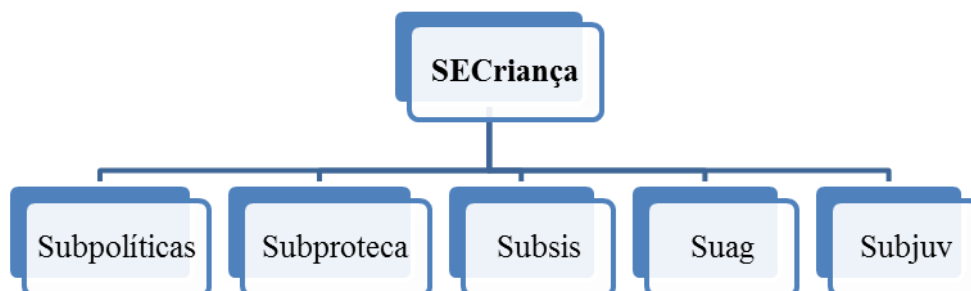 SECriança
Subpolíticas
Subproteca
Subsis
Suag
Subjuv